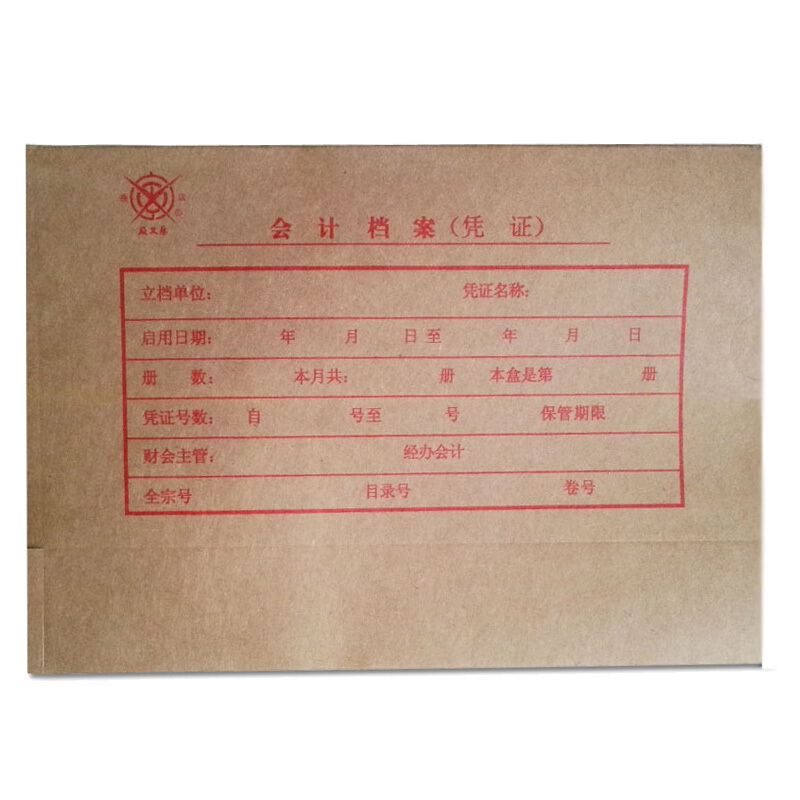 会计档案(凭 证)
立档单位: 凭证名称:
启用日期: 年 月 日至 年 月 日
册 数: 本月共: 册 本盒是第 册
凭证号数: 自 号至 号 保管期限
财会主管: 经办会计
全宗号 目录号 卷号